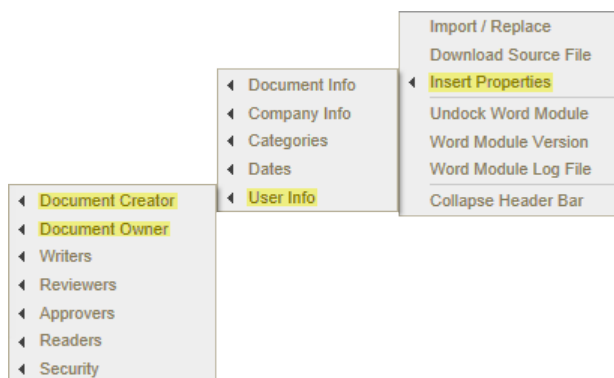 Import / Replace
Download Source File
Insert Properties
Undock Word Module
Word Module Version
Word Module Log File
Collapse Header Bar
Document Info
Company Info
Categories
Dates
User Info
Document Creator
Document Owner
Writers
Reviewers
Approvers
Readers
Security